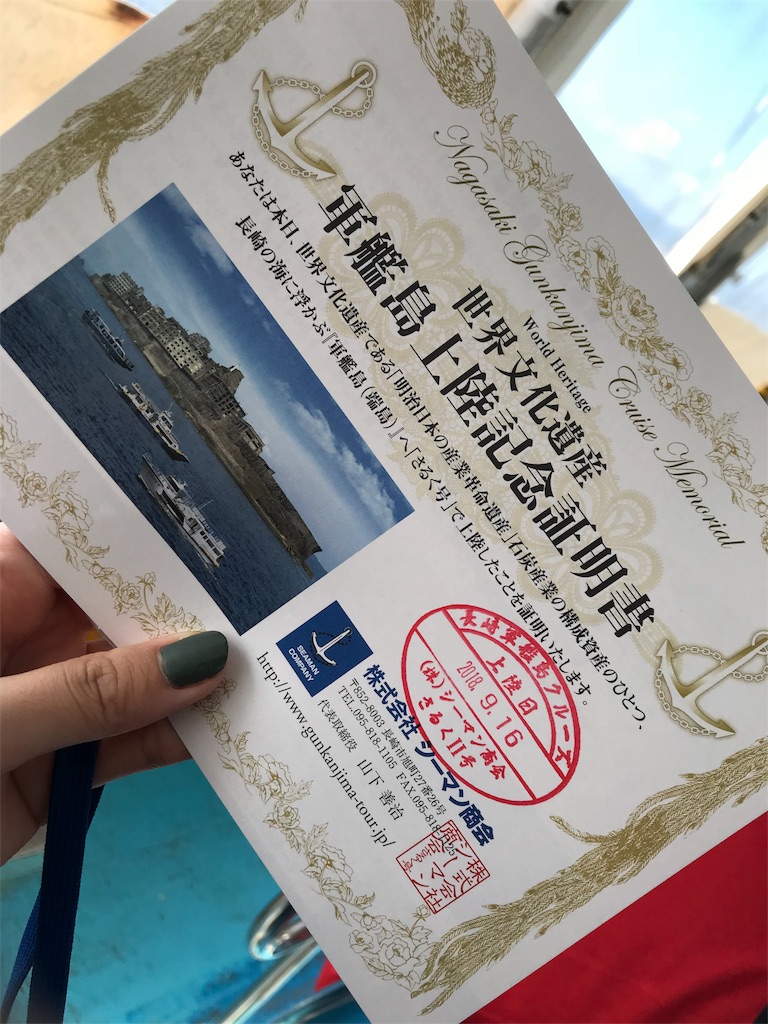 Nagasaki Gunkanjima Cruise Memorial
World Heritage
世界文化遺産
軍艦島上陸記念証明書
あなたは本日、世界文化遺産である「明治日本の産業革命遺産」石炭産業の構成資産のひとつ、
長崎の海に浮かぶ『軍艦島(端島)』へ「さるく号」で上陸したことを証明いたします。
長崎軍艦島クルーズ
上陸日
2018.9.16
(株)シーマン商会
さるくII号
SEAMAN
COMPANY
株式会社 シーマン商会
〒852-8003 長崎市旭町27番26号
TEL.095-818-1105 FAX.095-818
代表取締役 山下 善治
http://www.gunkanjima-tour.jp/